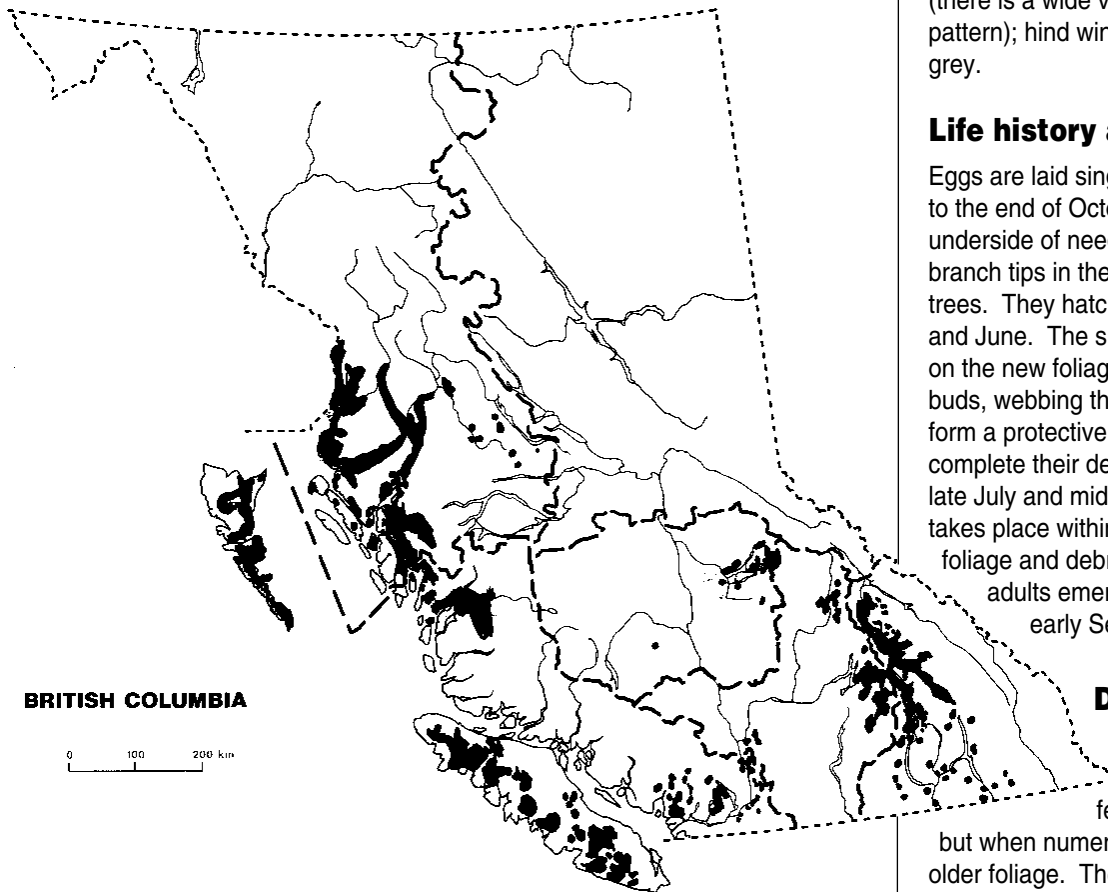 (there is a wide v
pattern); hind win
grey.
Life history a
Eggs are laid sing
to the end of Octo
underside of need
branch tips in the
trees. They hatch
and June. The s
on the new foliag
buds, webbing th
form a protective
complete their de
late July and mid
takes place within
foliage and debr
adults emer
early Se
D
fe
but when numer
older foliage. Th
BRITISH COLUMBIA
0 100 200 km